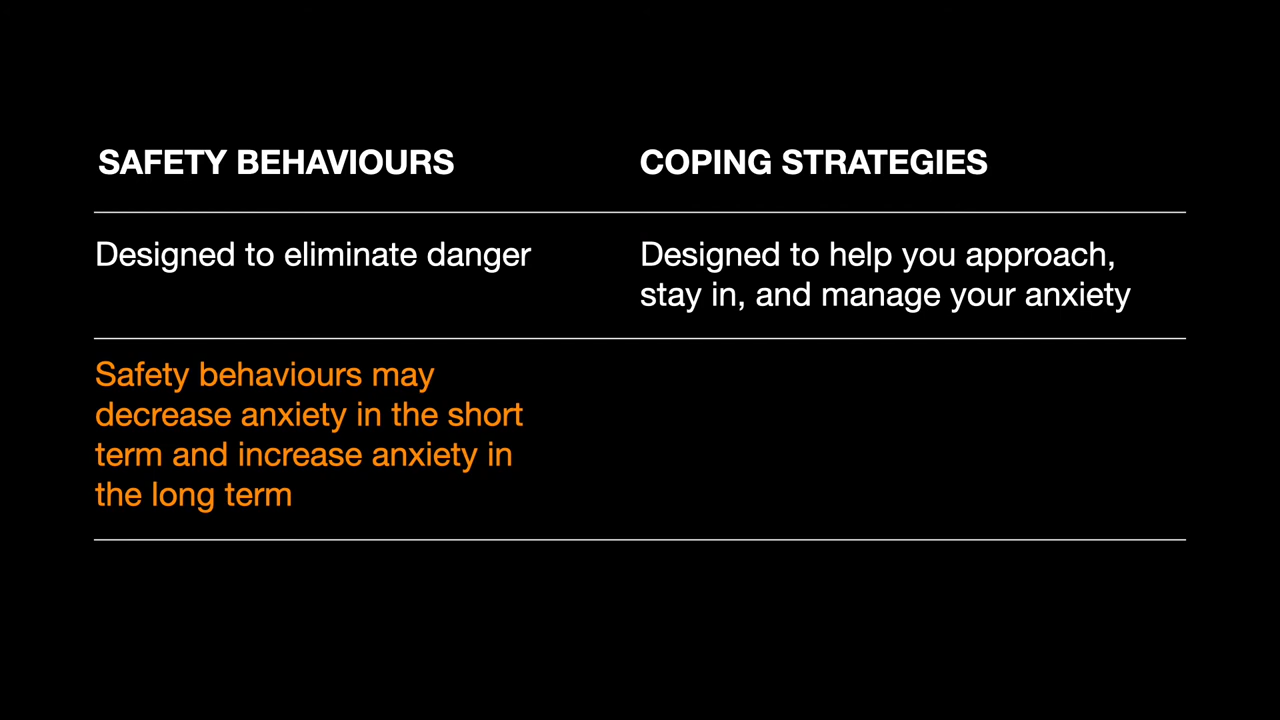 SAFETY BEHAVIOURS
COPING STRATEGIES
Designed to eliminate danger
Designed to help you approach,
stay in, and manage your anxiety
Safety behaviours may
decrease anxiety in the short
term and increase anxiety in
the long term